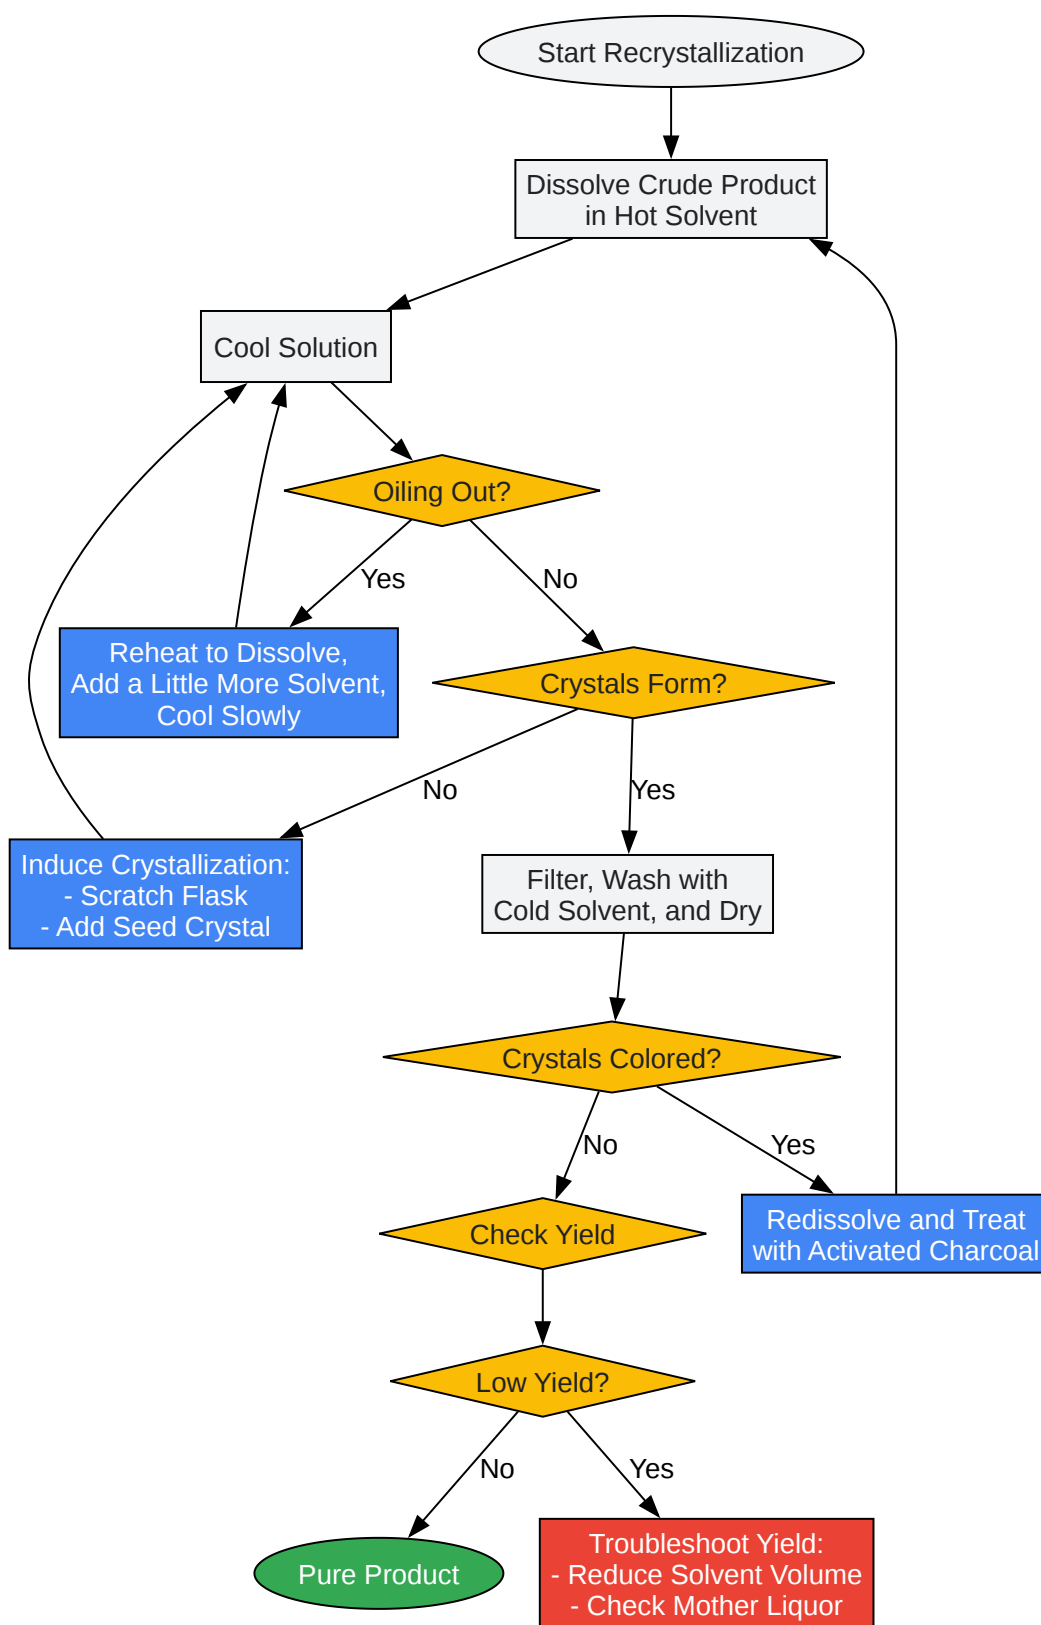 Start Recrystallization
Dissolve Crude Product
in Hot Solvent
Cool Solution
Oiling Out?
Yes
No
Reheat to Dissolve,
Add a Little More Solvent,
Cool Slowly
Crystals Form?
No
Yes
Induce Crystallization:
- Scratch Flask
- Add Seed Crystal
Filter, Wash with
Cold Solvent, and Dry
Crystals Colored?
No
Yes
Check Yield
Redissolve and Treat
with Activated Charcoal
Low Yield?
No
Yes
Pure Product
Troubleshoot Yield:
- Reduce Solvent Volume
- Check Mother Liquor